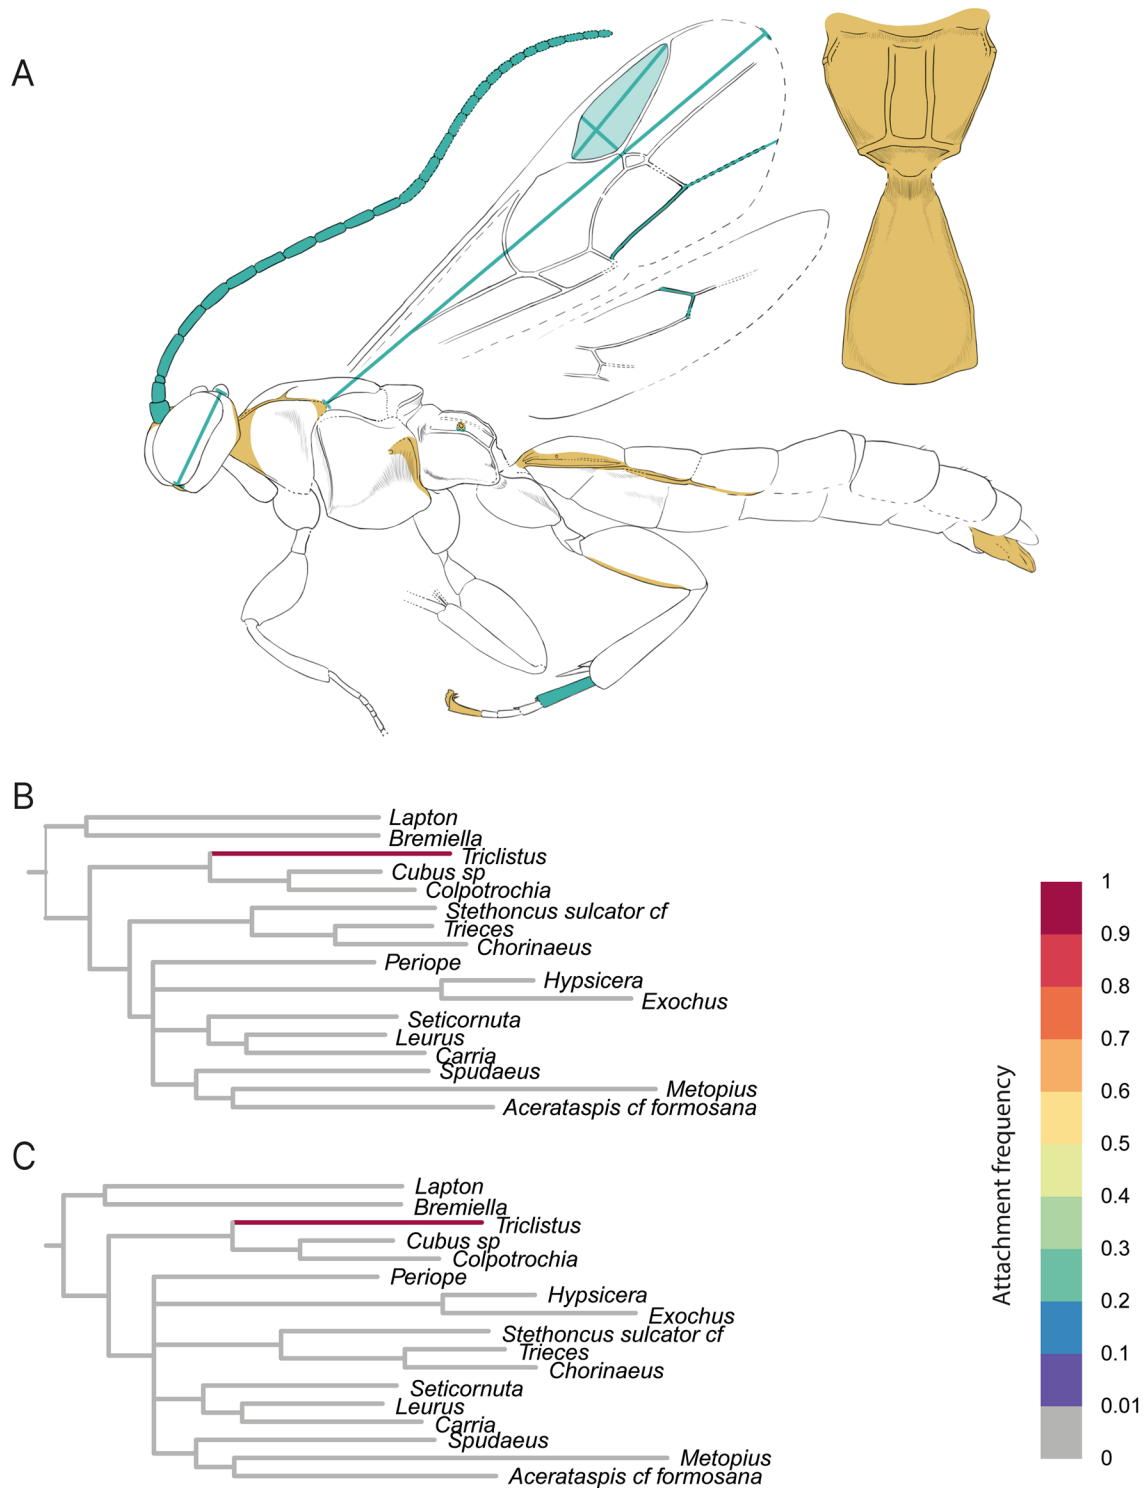 A
B
Lapton
Bremiella
Triclistus
Cubus sp
Colpotrochia
Stethoncus sulcator cf
Trieces
Chorinaeus
Periope
Hypsicera
Exochus
Seticornuta
Leurus
Carria
Spudaeus
Metopius
Acerataspis cf formosana
C
Lapton
Bremiella
Triclistus
Cubus sp
Colpotrochia
Periope
Hypsicera
Exochus
Stethoncus sulcator cf
Trieces
Chorinaeus
Seticornuta
Leurus
Carria
Spudaeus
Metopius
Acerataspis cf formosana
Attachment frequency
1
0.9
0.8
0.7
0.6
0.5
0.4
0.3
0.2
0.1
0.01
0